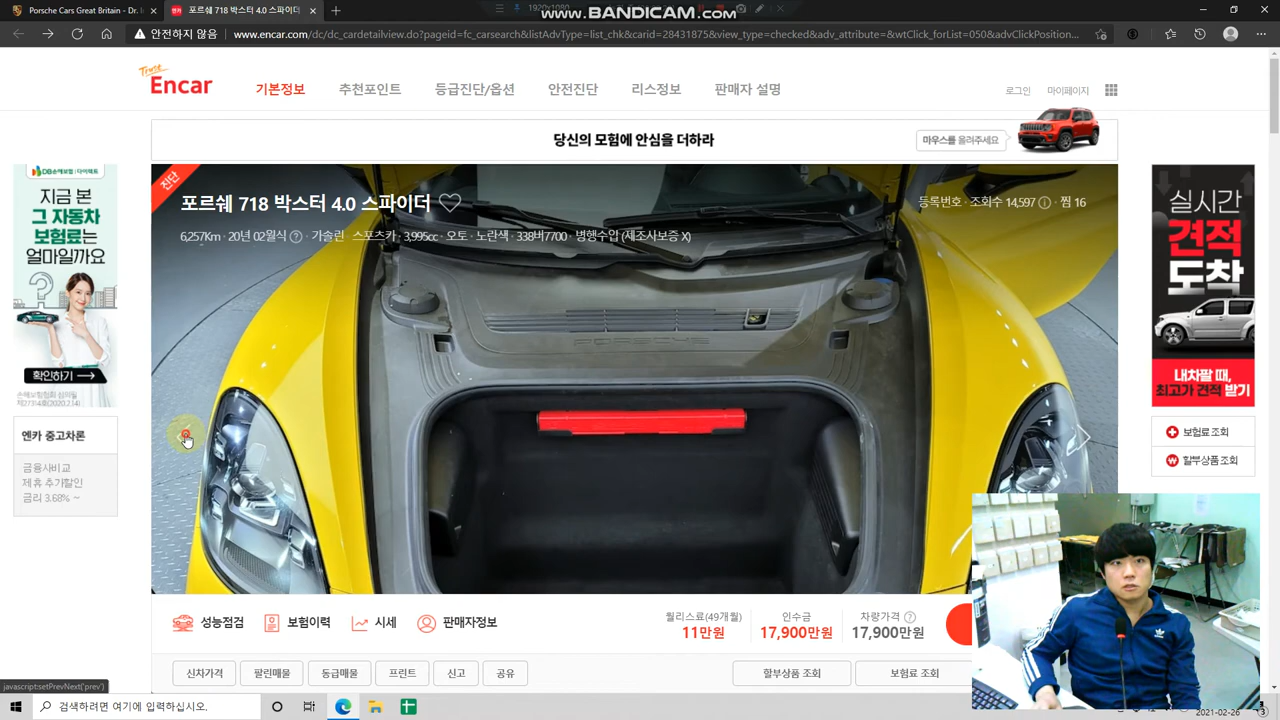 1920x1080
WWW.BANDICAM.COM
Porsche Cars Breitlingen - Dr.
안전하지 않음
www.encar.com/dc/dc_cardetailview.do?pageid=fc_carsearch&listAdvType=list_chk&carid=28431875&view_type=checked&advert_attribute=&wtClick_forList=050&adv
Trust
Encar
기본정보
추천포인트
등급진단/옵션
안전진단
리스정보
판매자 설명
로그인
마이페이지
당신의 모험에 안심을 더하라
마우스를 올려주세요
DB손해보험 | 다이렉트
지금 본
그 자동차
보험료는
얼마일까요
확인하기
엔카 중고차론
금융사비교
제휴 추가할인
금리 3.68% ~
진단
포르쉐 718 박스터 4.0 스파이더
등록번호 · 조회수 14,597 · 찜 16
6,257Km · 20년 02월식 · 가솔린 · 스포츠카 · 3,995cc · 오토 · 노란색 · 338버7700 · 병행수입 (제조사보증 X)
PORSCHE
실시간
견적
도착
내차팔 때,
최고가 견적 받기
보험료 조회
할부상품 조회
성능점검
보험이력
시세
판매자정보
월리스료(49개월)
11만원
인수금
17,900만원
차량가격
17,900만원
신차가격
팔린매물
동급매물
프린트
신고
공유
할부상품 조회
보험료 조회
javascript:setPrevNext('prev')
검색하려면 여기에 입력하십시오.
2021-02-26